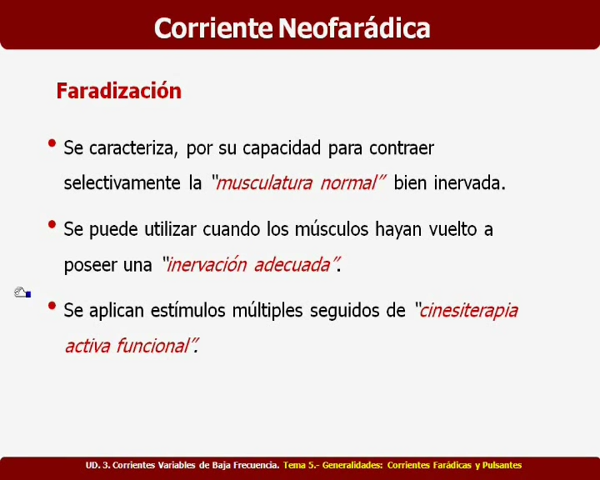 Corriente Neofarádica
Faradización
• Se caracteriza, por su capacidad para contraer
selectivamente la “musculatura normal” bien inervada.
• Se puede utilizar cuando los músculos hayan vuelto a
poseer una “inervación adecuada”.
• Se aplican estímulos múltiples seguidos de “cinesiterapia
activa funcional”.
UD. 3. Corrientes Variables de Baja Frecuencia. Tema 5.- Generalidades: Corrientes Farádicas y Pulsantes